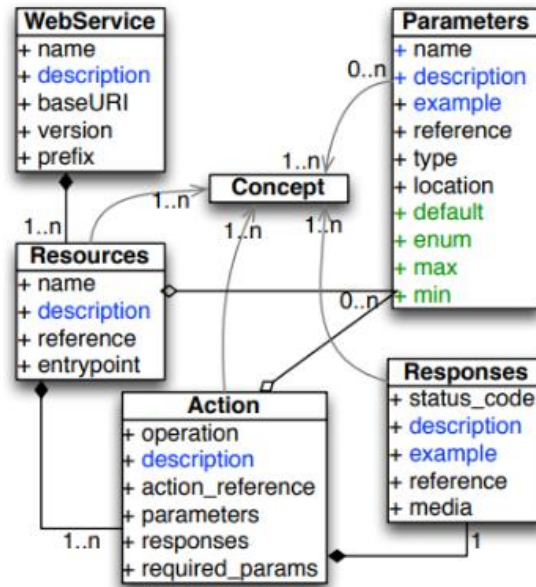 WebService
+ name
+ description
+ baseURI
+ version
+ prefix
1..n
Resources
+ name
+ description
+ reference
+ entrypoint
1..n
Concept
1..n
1..n
1..n
1..n
Parameters
+ name
+ description
+ example
+ reference
+ type
+ location
+ default
+ enum
+ max
+ min
0..n
0..n
Action
+ operation
+ description
+ action_reference
+ parameters
+ responses
+ required_params
Responses
+ status_code
+ description
+ example
+ reference
+ media
1